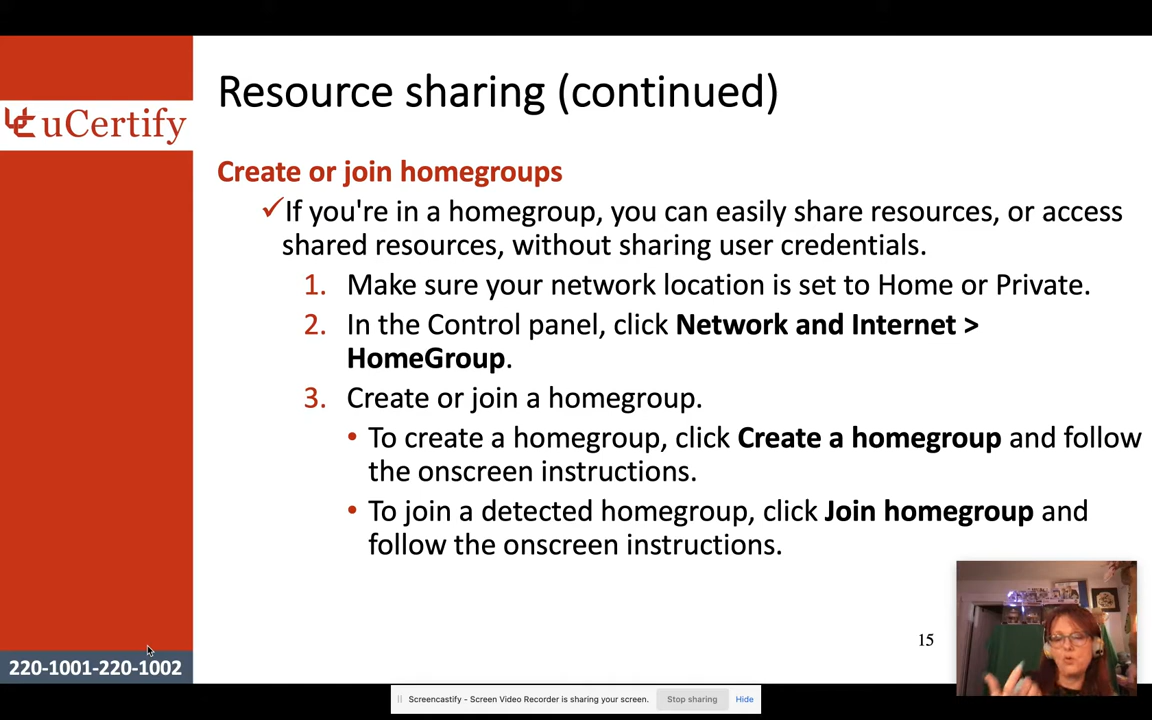 Resource sharing (continued)
uCertify
Create or join homegroups
✓If you're in a homegroup, you can easily share resources, or access
shared resources, without sharing user credentials.
1. Make sure your network location is set to Home or Private.
2. In the Control panel, click Network and Internet >
HomeGroup.
3. Create or join a homegroup.
• To create a homegroup, click Create a homegroup and follow
the onscreen instructions.
• To join a detected homegroup, click Join homegroup and
follow the onscreen instructions.
15
220-1001-220-1002
Screencastify - Screen Video Recorder is sharing your screen. Stop sharing Hide